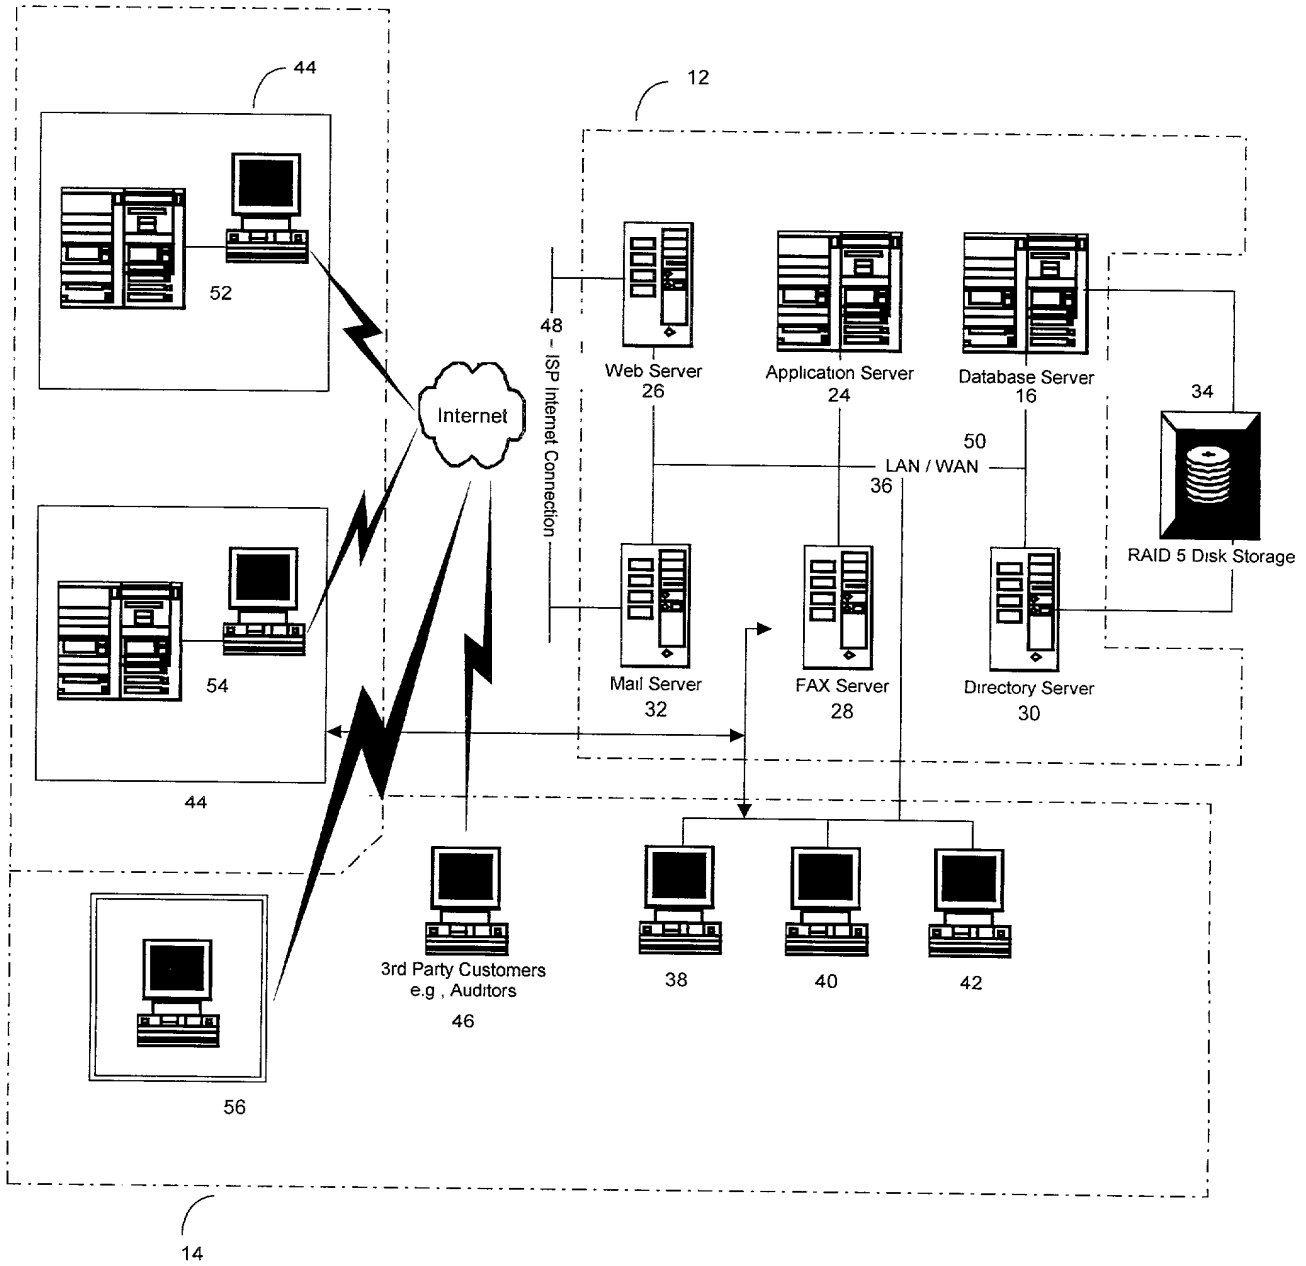 44
12
52
Web Server
26
Application Server
24
Database Server
16
34
48 - ISP Internet Connection
Internet
50
LAN / WAN
36
RAID 5 Disk Storage
54
Mail Server
32
FAX Server
28
Directory Server
30
44
3rd Party Customers
e.g , Auditors
46
38
40
42
56
14